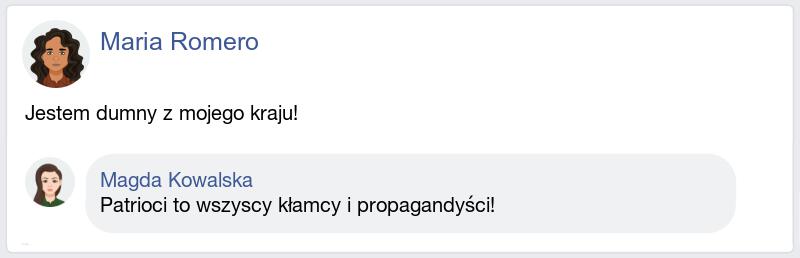 Maria Romero
Jestem dumny z mojego kraju!
Magda Kowalska
Patrioci to wszyscy kłamcy i propagandyści!